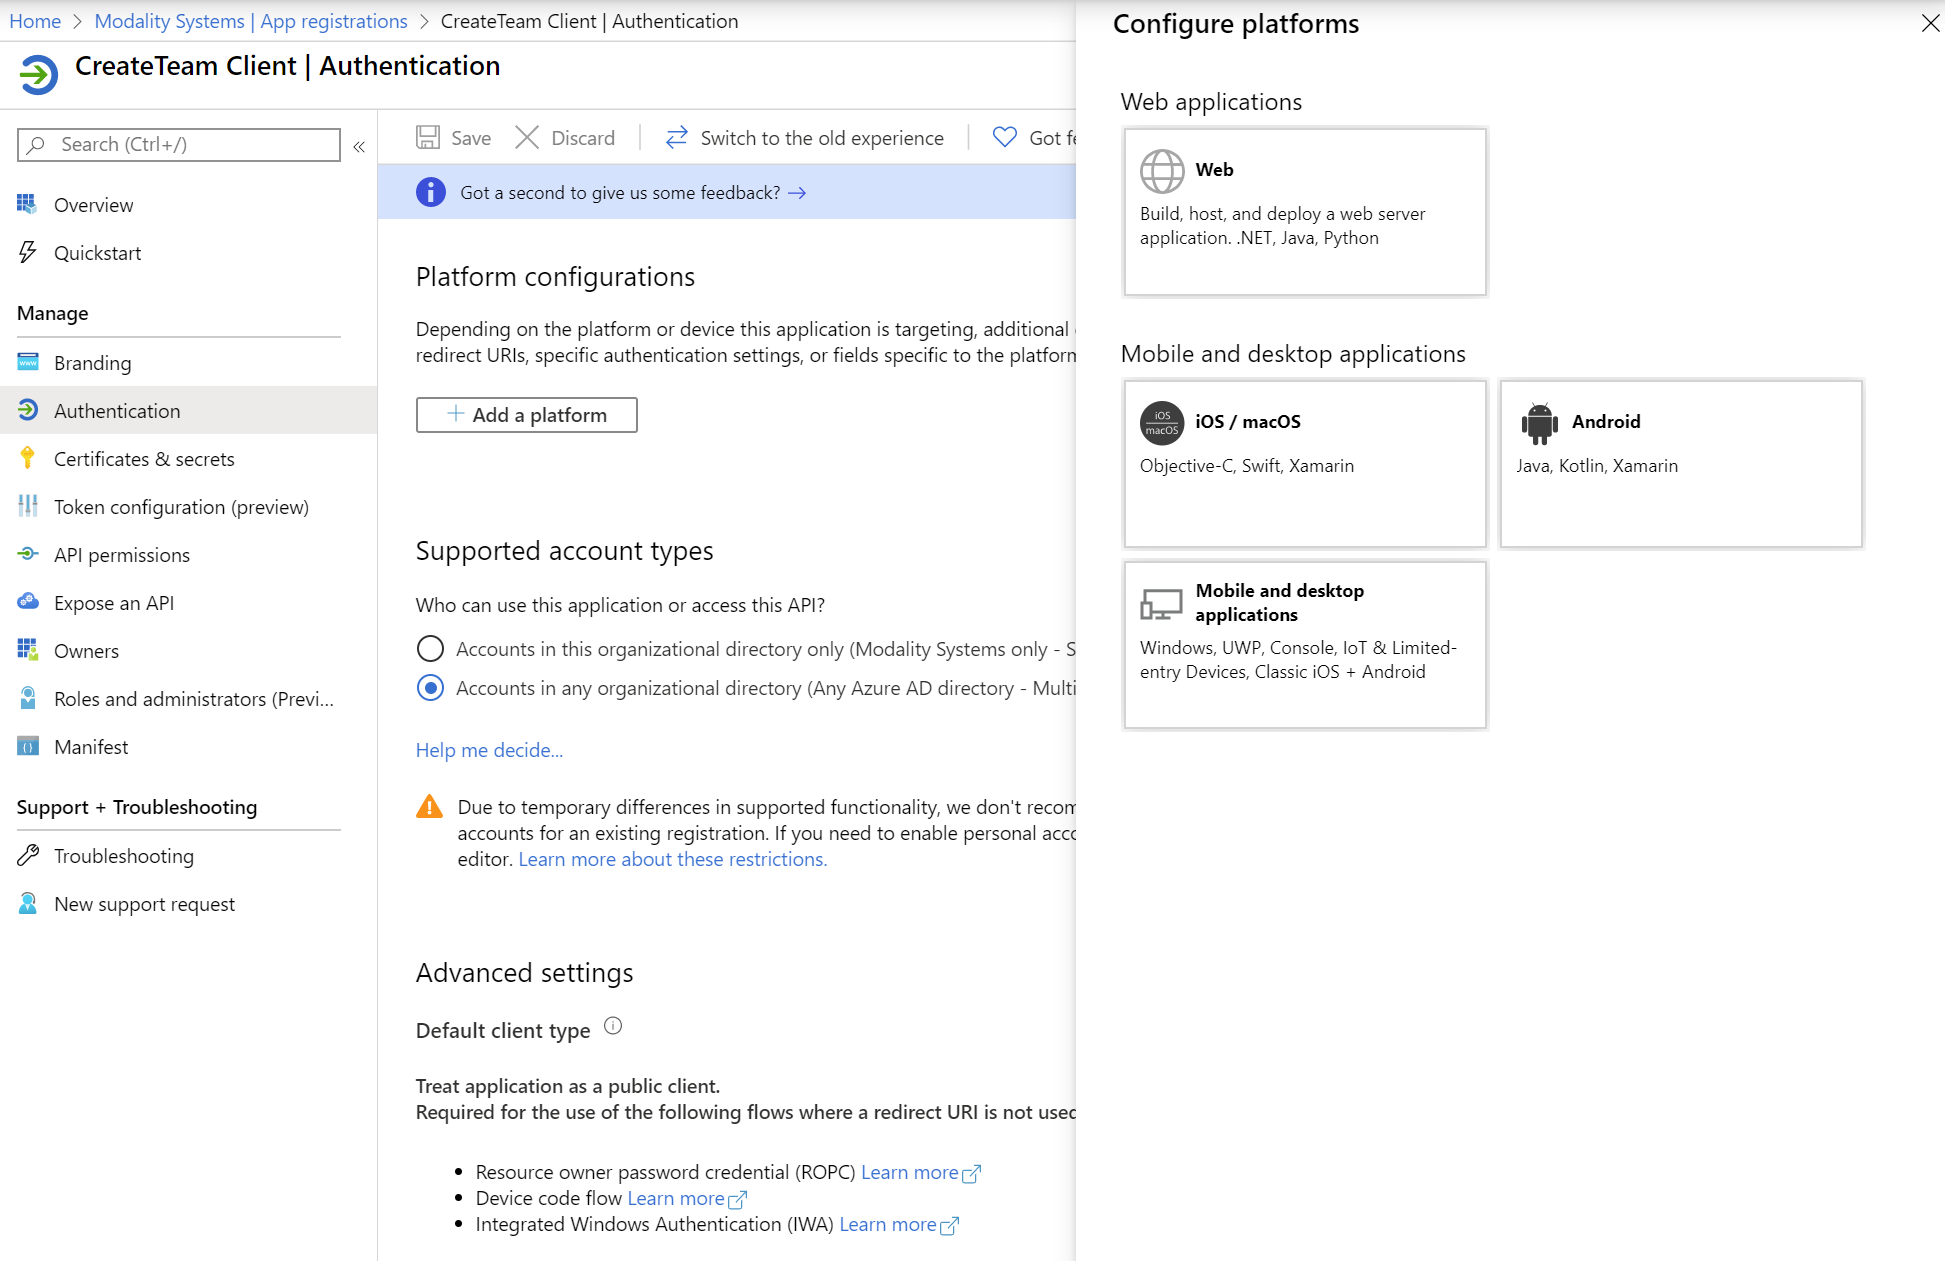 Home > Modality Systems | App registrations > CreateTeam Client | Authentication
CreateTeam Client | Authentication
Search (Ctrl+/)
«
Overview
Quickstart
Manage
Branding
Authentication
Certificates & secrets
Token configuration (preview)
API permissions
Expose an API
Owners
Roles and administrators (Previ...
Manifest
Support + Troubleshooting
Troubleshooting
New support request
Save
Discard
Switch to the old experience
Got fe
Got a second to give us some feedback? →
Platform configurations
Depending on the platform or device this application is targeting, additional
redirect URIs, specific authentication settings, or fields specific to the platform
+ Add a platform
Supported account types
Who can use this application or access this API?
Accounts in this organizational directory only (Modality Systems only - S
Accounts in any organizational directory (Any Azure AD directory - Multi
Help me decide...
Due to temporary differences in supported functionality, we don't recom
accounts for an existing registration. If you need to enable personal acco
editor. Learn more about these restrictions.
Advanced settings
Default client type
Treat application as a public client.
Required for the use of the following flows where a redirect URI is not used
• Resource owner password credential (ROPC) Learn more
• Device code flow Learn more
• Integrated Windows Authentication (IWA) Learn more
Configure platforms
Web applications
Web
Build, host, and deploy a web server
application. .NET, Java, Python
Mobile and desktop applications
iOS
macOS
iOS / macOS
Objective-C, Swift, Xamarin
Android
Java, Kotlin, Xamarin
Mobile and desktop
applications
Windows, UWP, Console, IoT & Limited-
entry Devices, Classic iOS + Android